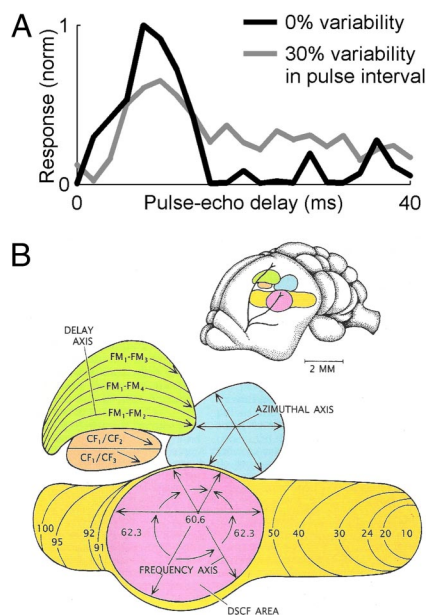 A
Response (norm)
1
0
0% variability
30% variability
in pulse interval
0
40
Pulse-echo delay (ms)
B
2 MM
DELAY
AXIS
FM₁-FM₃
FM₁-FM₄
FM₁-FM₂
CF₁/CF₂
CF₁/CF₃
AZIMUTHAL AXIS
100
95
92
91
62.3
60.6
62.3
50
40
30
24
20
10
FREQUENCY AXIS
DSCF AREA